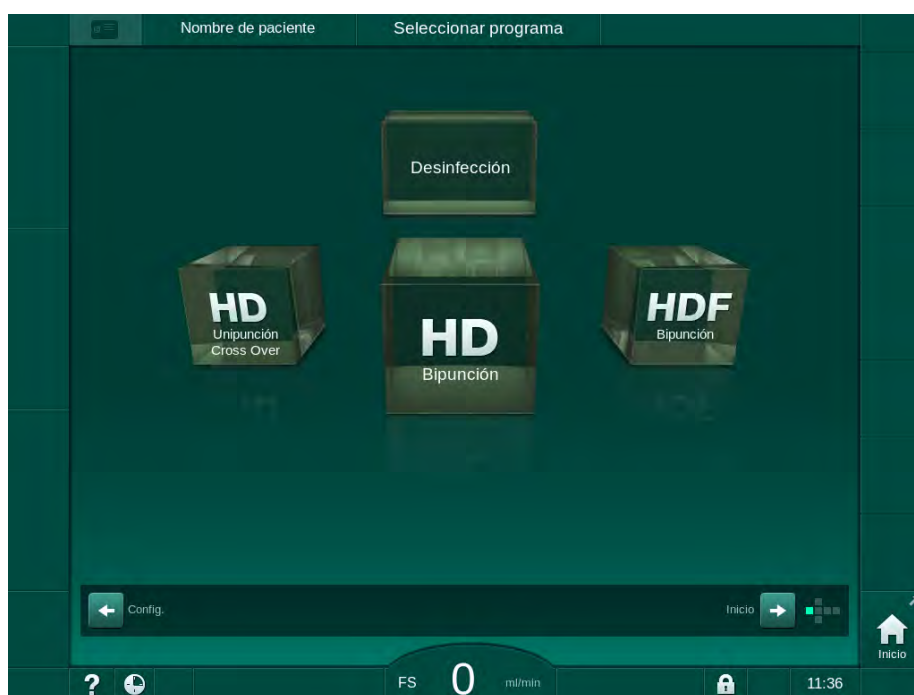 Nombre de paciente
Seleccionar programa
Desinfección
HD
Unipunción
Cross Over
HD
Bipunción
HDF
Bipunción
Config.
Inicio
Inicio
?
FS 0 ml/min
11:36